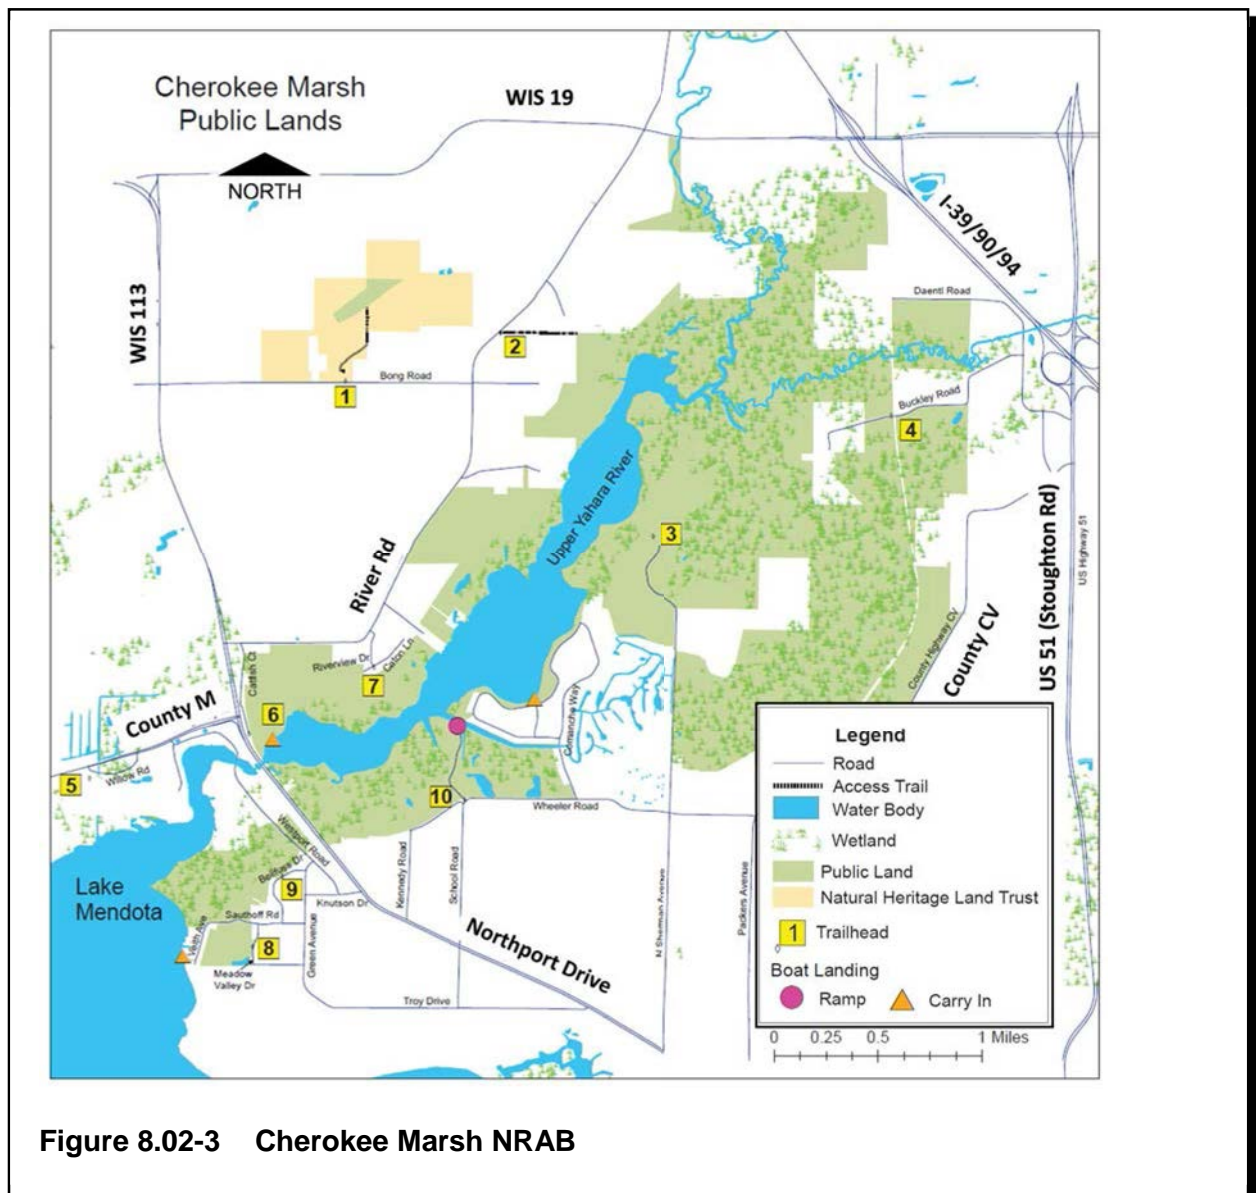 Cherokee Marsh
Public Lands
NORTH
WIS 19
WIS 113
I-39/90/94
Daentl Road
2
Bong Road
1
Buckley Road
4
Upper Yahara River
3
River Rd
US 51 (Stoughton Rd)
US Highway 51
County CV
County Highway CV
Riverview Dr
Caton Ln
7
Catfish Ct
6
County M
Willow Rd
5
Comanche Way
10
Wheeler Road
Westport Road
Kennedy Road
School Road
N Sherman Avenue
Packers Avenue
Lake
Mendota
Belfuss Dr
9
Knutson Dr
Sauthoff Rd
Veith Ave
8
Green Avenue
Meadow
Valley Dr
Northport Drive
Troy Drive
Legend
Road
Access Trail
Water Body
Wetland
Public Land
Natural Heritage Land Trust
1 Trailhead
Boat Landing
Ramp Carry In
0 0.25 0.5 1 Miles
Figure 8.02-3 Cherokee Marsh NRAB